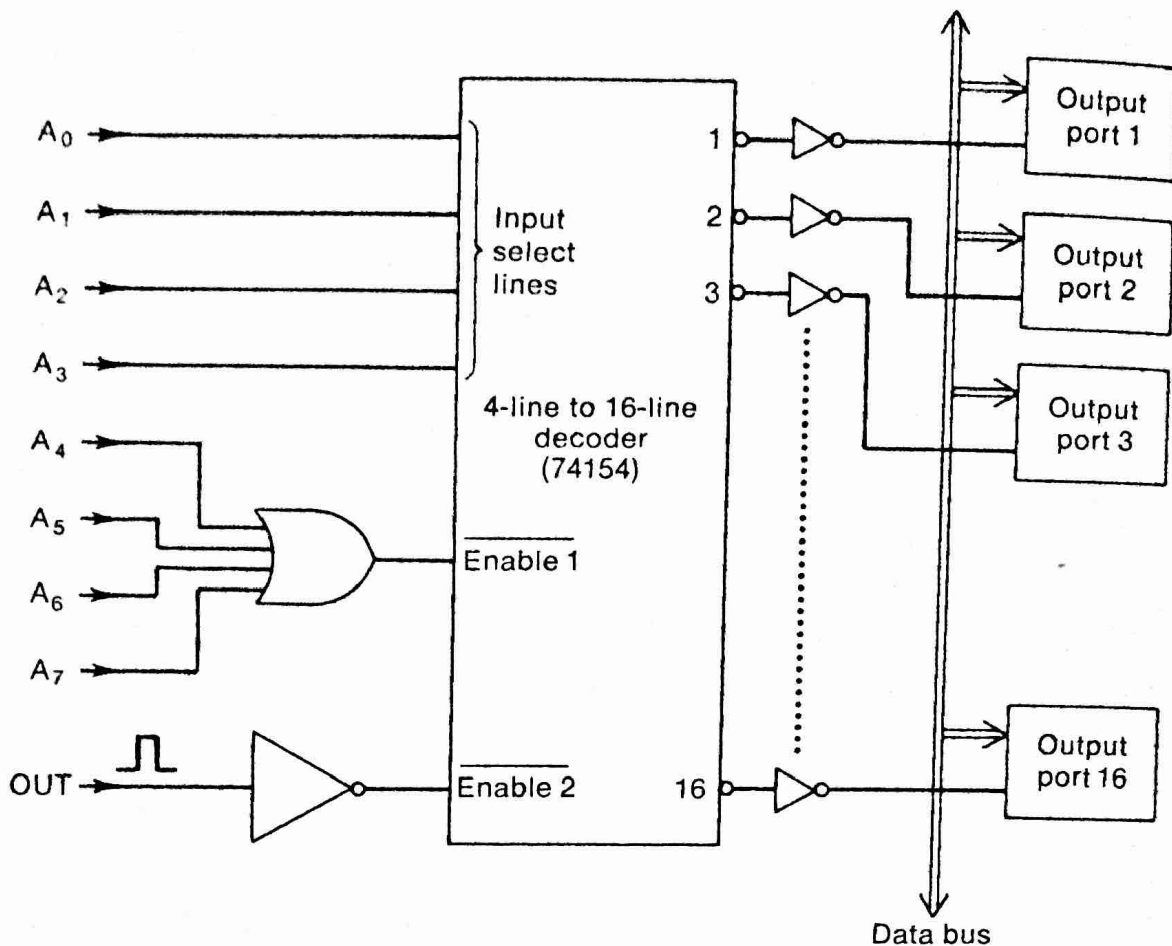 A₀
A₁
A₂
A₃
A₄
A₅
A₆
A₇
OUT
Input
select
lines
4-line to 16-line
decoder
(74154)
Enable 1
Enable 2
1
2
3
16
Output
port 1
Output
port 2
Output
port 3
Output
port 16
Data bus